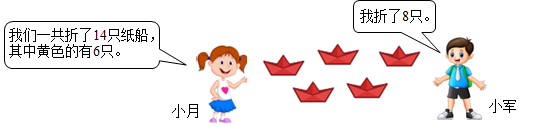 我们一共折了14只纸船，
其中黄色的有6只。
我折了8只。
小月
小军